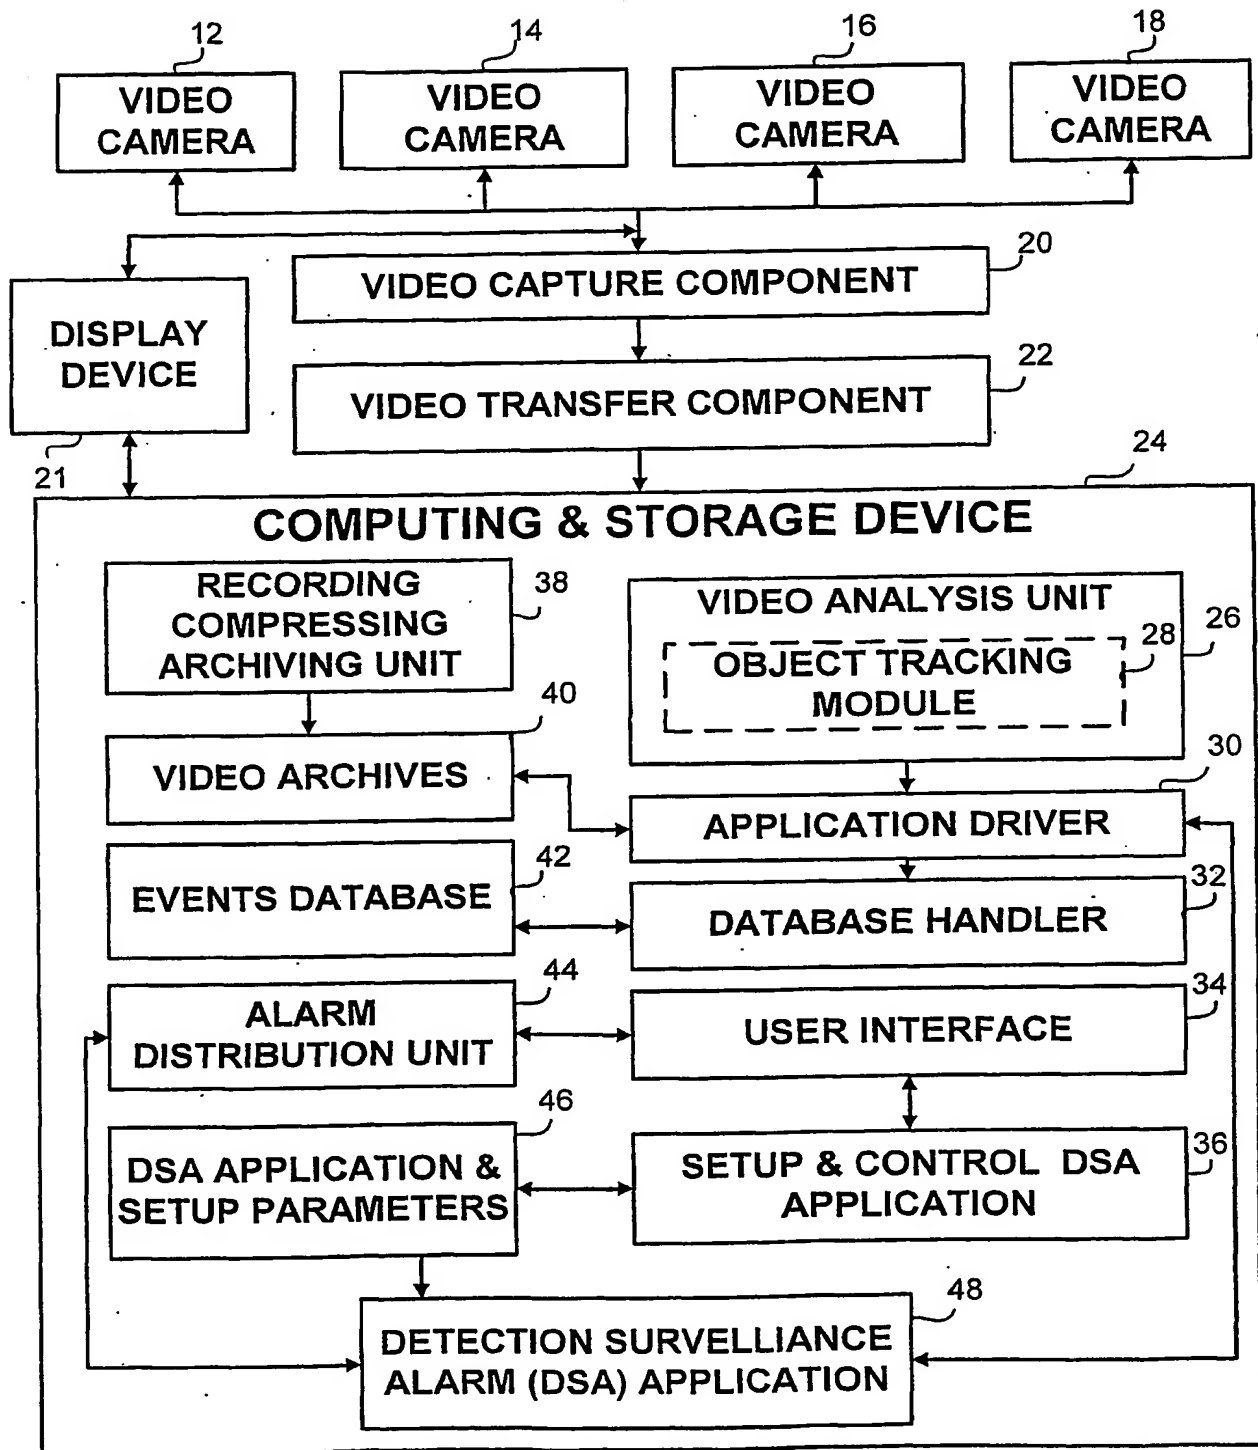 12
14
16
18
VIDEO
CAMERA
VIDEO
CAMERA
VIDEO
CAMERA
VIDEO
CAMERA
20
VIDEO CAPTURE COMPONENT
DISPLAY
DEVICE
21
22
VIDEO TRANSFER COMPONENT
24
COMPUTING & STORAGE DEVICE
RECORDING
COMPRESSING
ARCHIVING UNIT
38
VIDEO ANALYSIS UNIT
26
OBJECT TRACKING
MODULE
28
40
VIDEO ARCHIVES
30
APPLICATION DRIVER
42
EVENTS DATABASE
32
DATABASE HANDLER
44
ALARM
DISTRIBUTION UNIT
34
USER INTERFACE
46
DSA APPLICATION &
SETUP PARAMETERS
36
SETUP & CONTROL DSA
APPLICATION
48
DETECTION SURVELLIANCE
ALARM (DSA) APPLICATION